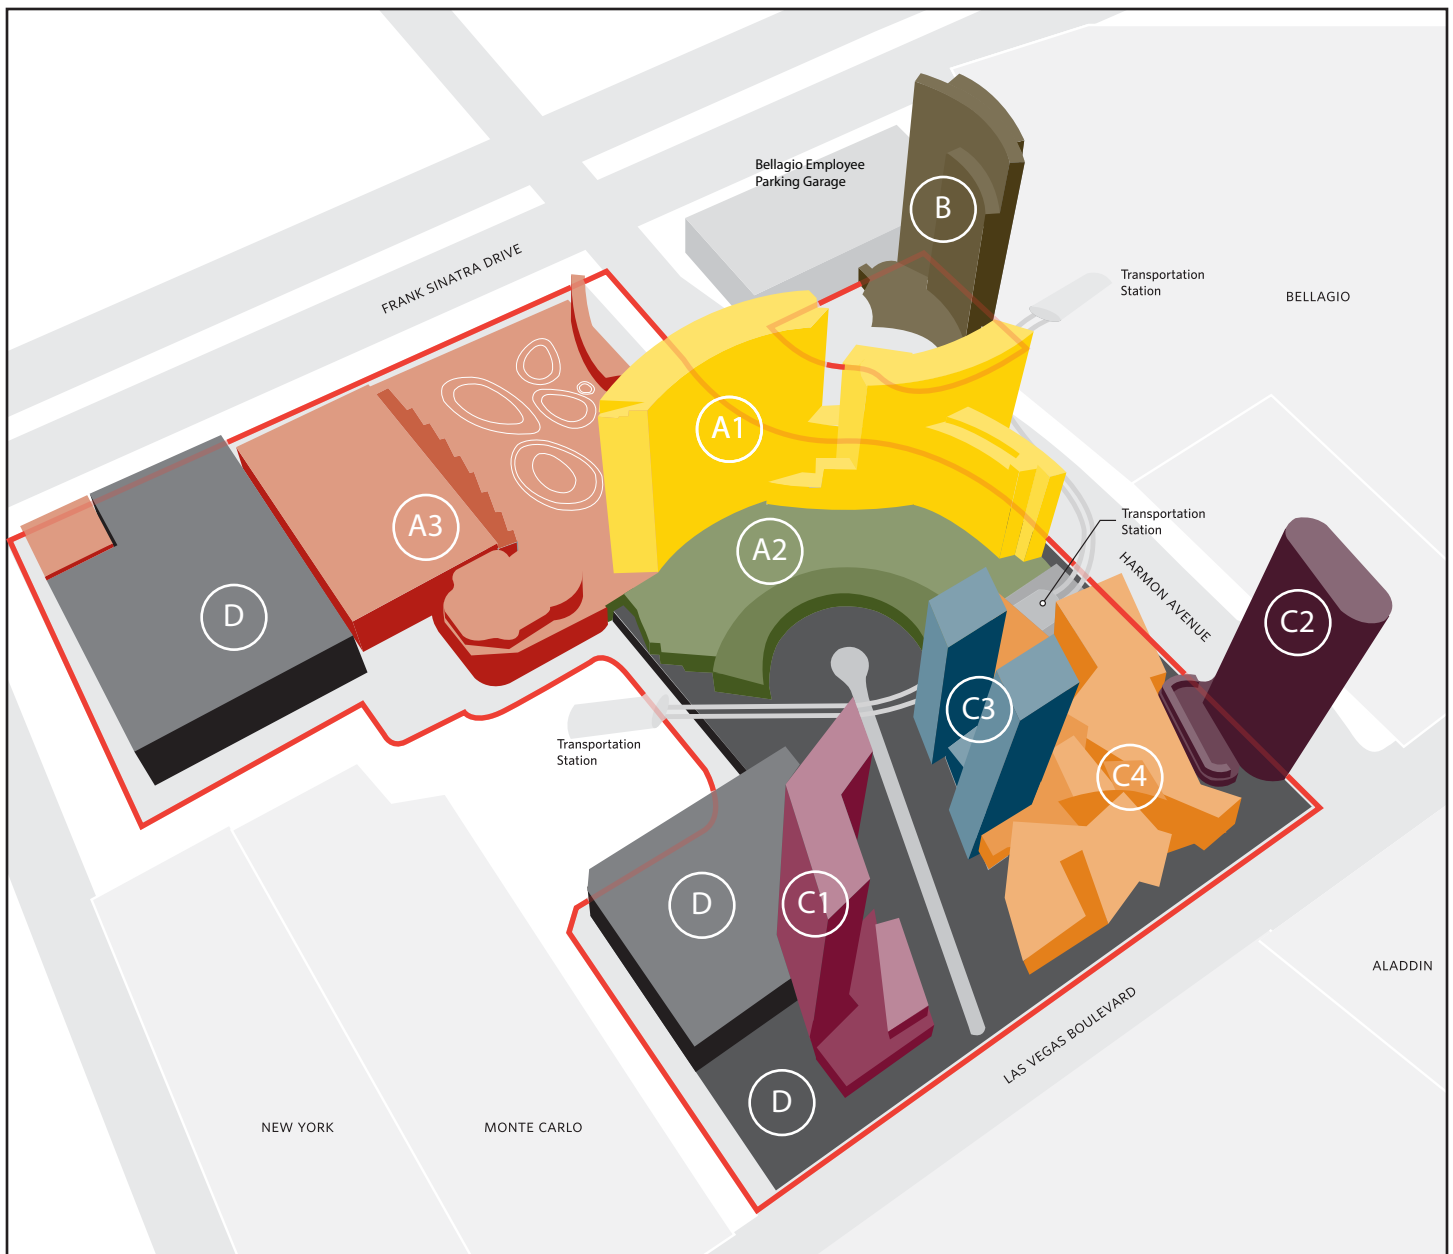 Bellagio Employee
Parking Garage
B
FRANK SINATRA DRIVE
Transportation
Station
BELLAGIO
A1
A3
A2
Transportation
Station
HARMON AVENUE
D
C2
C3
Transportation
Station
C4
D
C1
ALADDIN
LAS VEGAS BOULEVARD
D
NEW YORK
MONTE CARLO